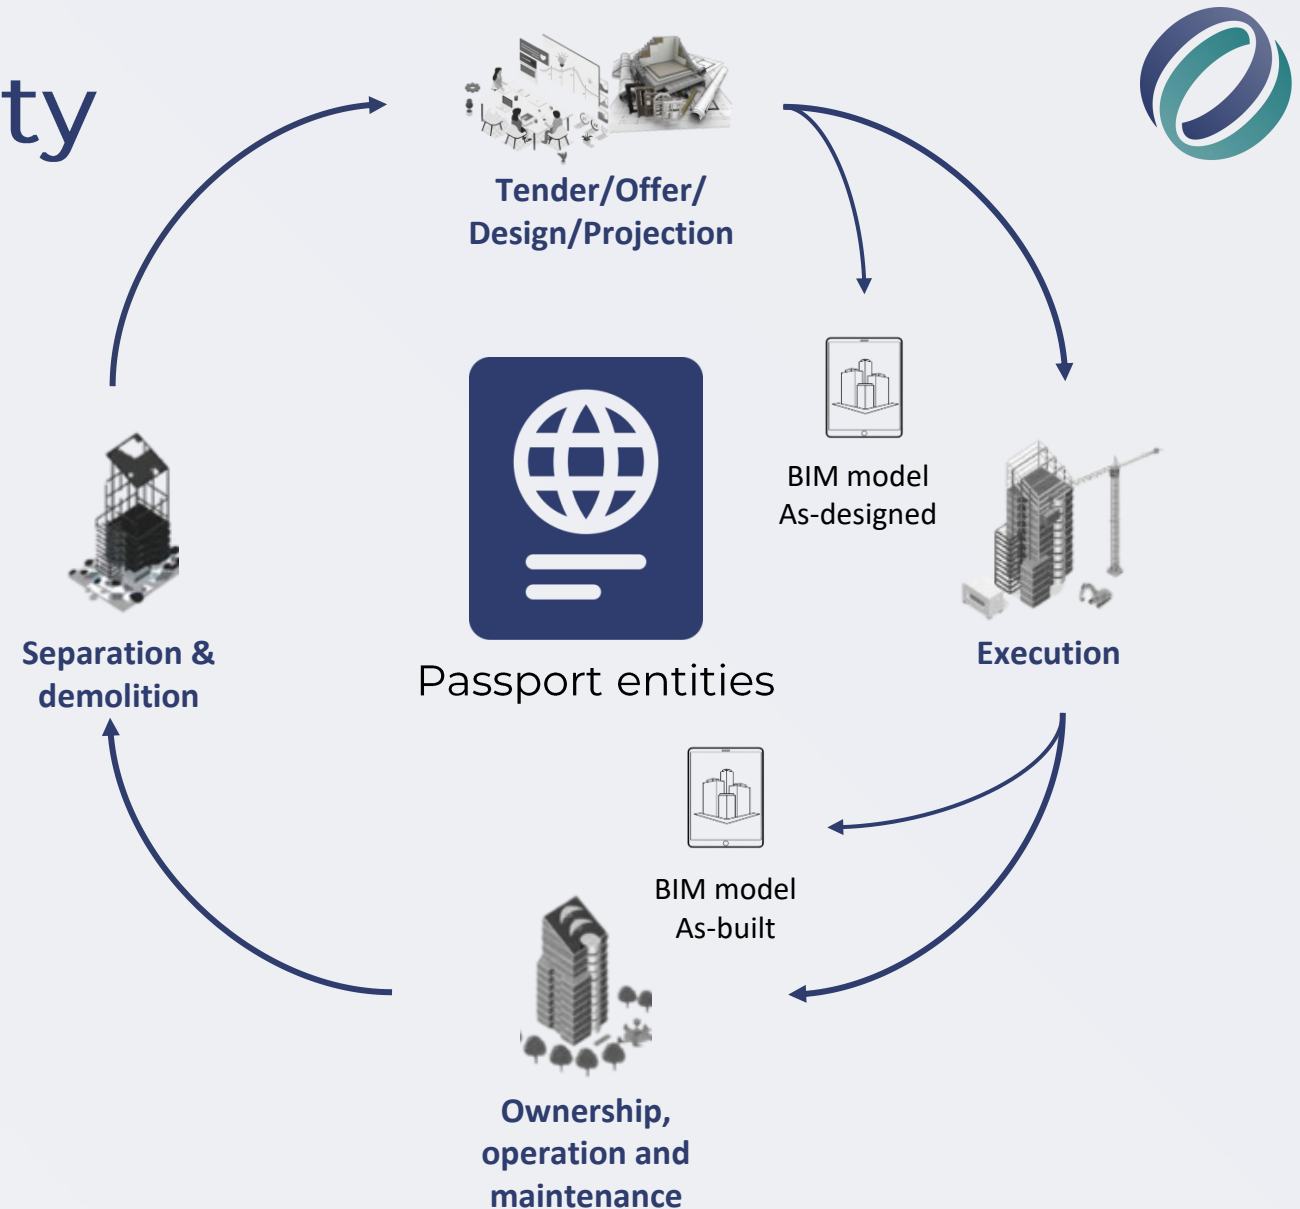 ty
Tender/Offer/
Design/Projection
BIM model
As-designed
Separation &
demolition
Passport entities
Execution
BIM model
As-built
Ownership,
operation and
maintenance